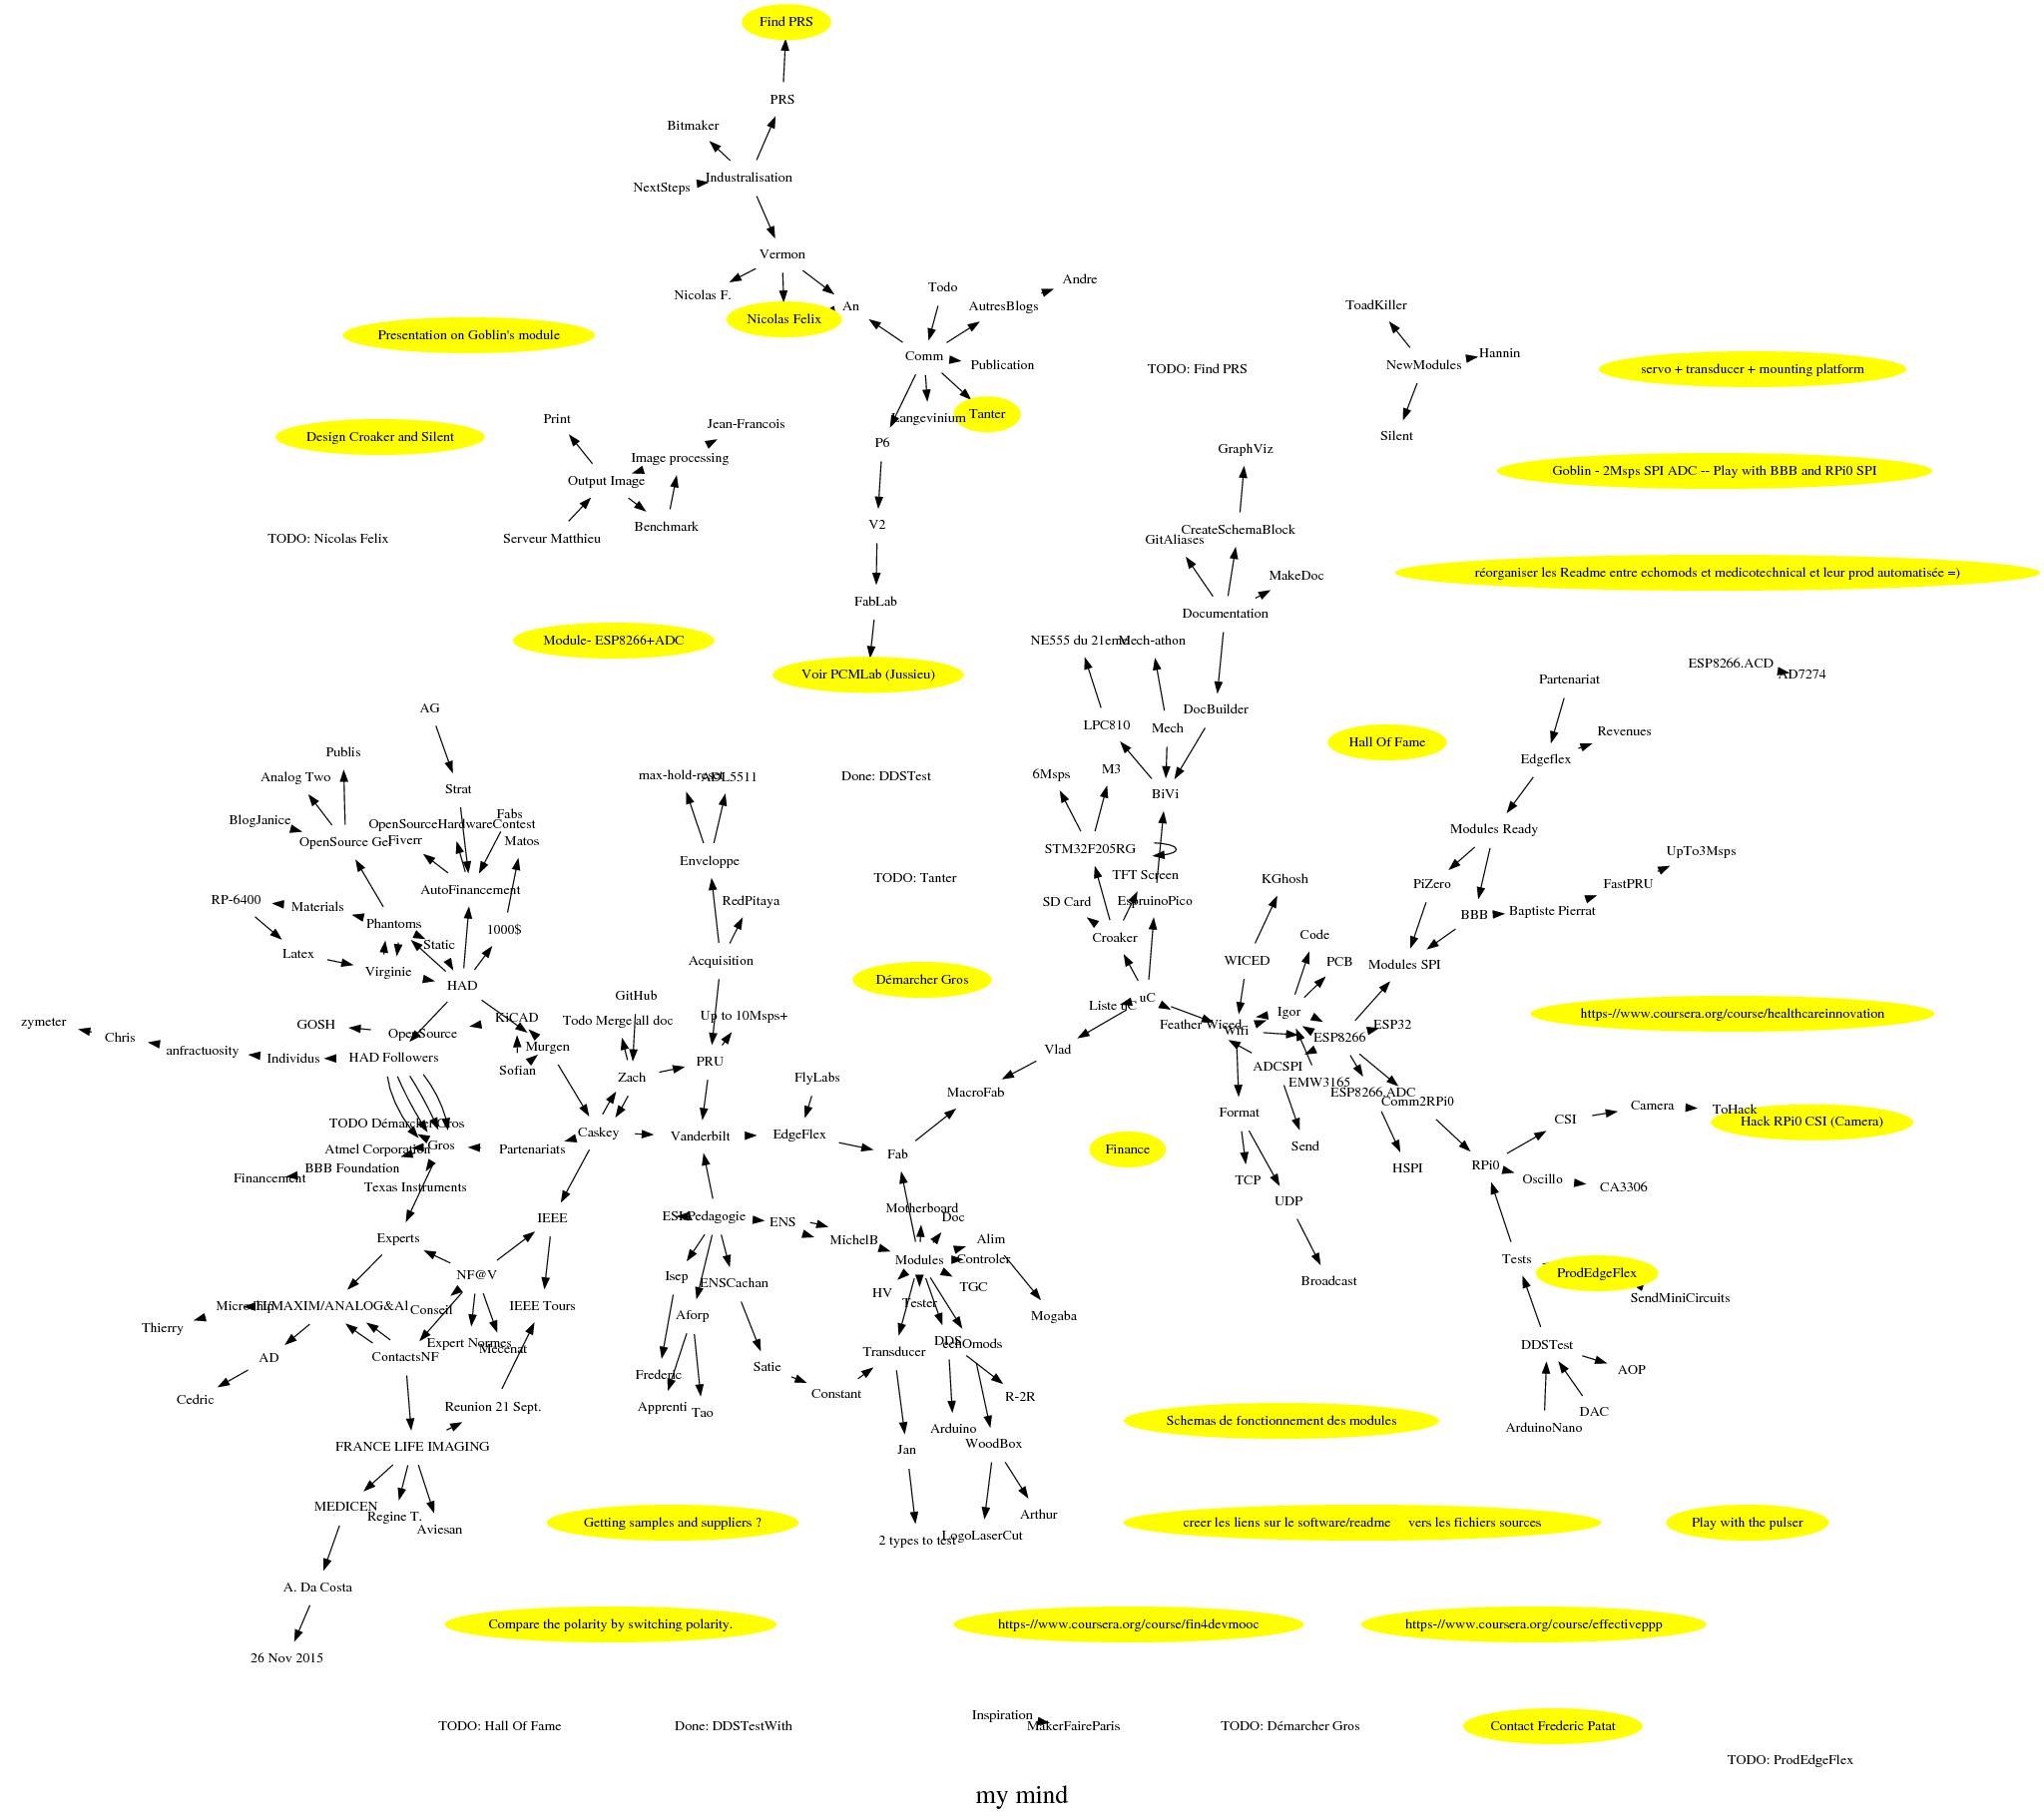 Find PRS
PRS
Bitmaker
Industralisation
NextSteps
Vermon
Nicolas F.
Nicolas Felix
An
Todo
AutresBlogs
Andre
Comm
Publication
Langevinium
Tanter
P6
V2
FabLab
Voir PCMLab (Jussieu)
Presentation on Goblin's module
TODO: Find PRS
ToadKiller
NewModules
Hannin
Silent
servo + transducer + mounting platform
Design Croaker and Silent
Print
Jean-Francois
Image processing
Output Image
Benchmark
Serveur Matthieu
TODO: Nicolas Felix
GraphViz
CreateSchemaBlock
GitAliases
MakeDoc
Documentation
Goblin - 2Msps SPI ADC -- Play with BBB and RPi0 SPI
réorganiser les Readme entre echomods et medicotechnical et leur prod automatisée =)
Module- ESP8266+ADC
NE555 du 21eme
Mech-athon
DocBuilder
LPC810
Mech
BiVi
ESP8266.ACD
AD7274
Partenariat
Edgeflex
Revenues
Hall Of Fame
Modules Ready
PiZero
BBB
Baptiste Pierrat
FastPRU
UpTo3Msps
Modules SPI
AG
Strat
Publis
Analog Two
BlogJanice
OpenSource Gel
OpenSourceHardwareContest
Fabs
Fiverr
Matos
AutoFinancement
RP-6400
Materials
Phantoms
Static
1000$
Latex
Virginie
HAD
max-hold-reset
ADL5511
Enveloppe
RedPitaya
Acquisition
Done: DDSTest
TODO: Tanter
Démarcher Gros
6Msps
M3
STM32F205RG
TFT Screen
EspruinoPico
SD Card
Croaker
KGhosh
WICED
Code
PCB
Liste uC
uC
Feather Wiced
Wifi
Igor
ESP8266
ESP32
https-//www.coursera.org/course/healthcareinnovation
zymeter
Chris
anfractuosity
Individus
GOSH
OpenSource
KiCAD
HAD Followers
Murgen
Sofian
GitHub
Todo Merge all doc
Up to 10Msps+
PRU
Zach
Vlad
MacroFab
ADCSPI
EMW3165
ESP8266.ADC
Comm2RPi0
FlyLabs
Format
Send
HSPI
TCP
UDP
Broadcast
CSI
Camera
ToHack
Hack RPi0 CSI (Camera)
RPi0
Oscillo
CA3306
TODO Démarcher Gros
Atmel Corporation
Gros
Partenariats
Caskey
Vanderbilt
EdgeFlex
Fab
Finance
BBB Foundation
Financement
Texas Instruments
Experts
IEEE
Pedagogie
ENS
MichelB
Motherboard
Doc
Alim
Modules
Controler
TGC
HV
Tester
Mogaba
Tests
ProdEdgeFlex
SendMiniCircuits
NF@V
Conseil
TI/MAXIM/ANALOG&Al
Thierry
AD
Cedric
ContactsNF
Expert Normes
Mecenat
IEEE Tours
Isep
ENSCachan
Aforp
Frederic
Apprenti
Tao
Satie
Constant
Transducer
DDS
echOmods
R-2R
Arduino
WoodBox
Jan
2 types to test
LogoLaserCut
Arthur
DDSTest
AOP
DAC
ArduinoNano
Reunion 21 Sept.
FRANCE LIFE IMAGING
MEDICEN
Regine T.
Aviesan
A. Da Costa
26 Nov 2015
Schemas de fonctionnement des modules
Getting samples and suppliers ?
creer les liens sur le software/readme     vers les fichiers sources
Play with the pulser
Compare the polarity by switching polarity.
https-//www.coursera.org/course/fin4devmooc
https-//www.coursera.org/course/effectiveppp
TODO: Hall Of Fame
Done: DDSTestWith
Inspiration
MakerFaireParis
TODO: Démarcher Gros
Contact Frederic Patat
TODO: ProdEdgeFlex
my mind